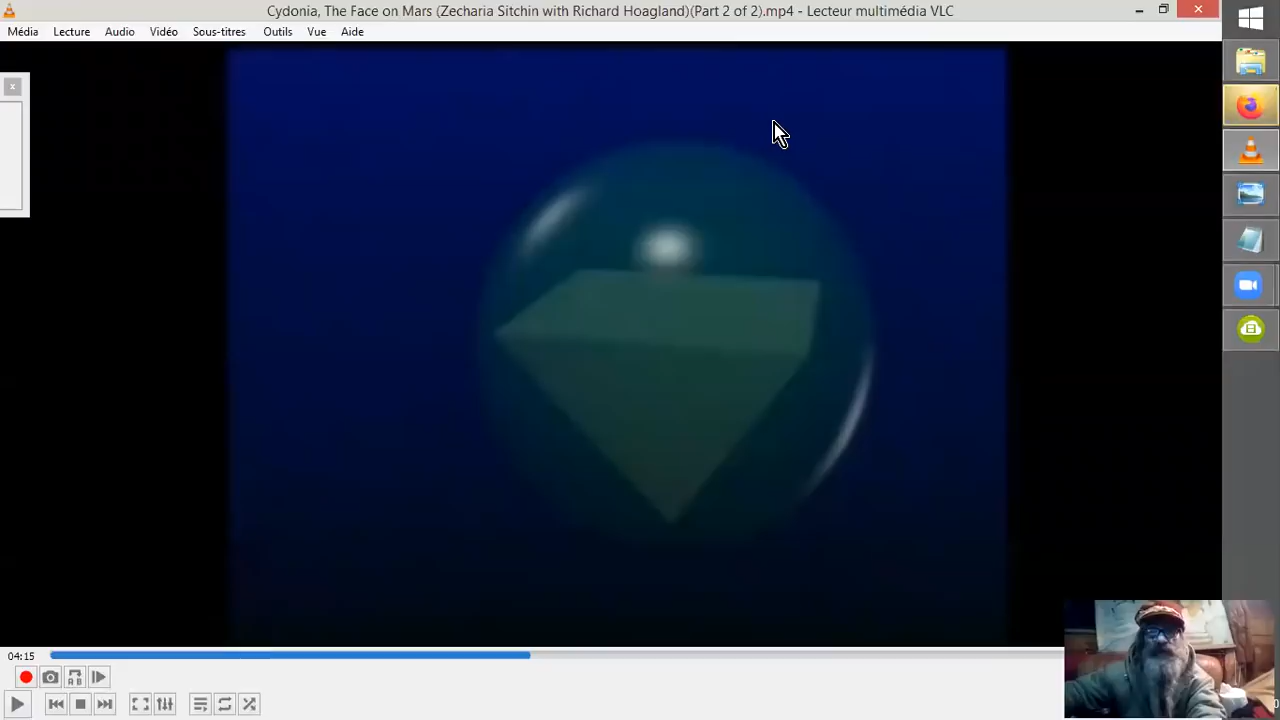 Cydonia, The Face on Mars (Zecharia Sitchin with Richard Hoagland)(Part 2 of 2).mp4 - Lecteur multimédia VLC
Média Lecture Audio Vidéo Sous-titres Outils Vue Aide
04:15